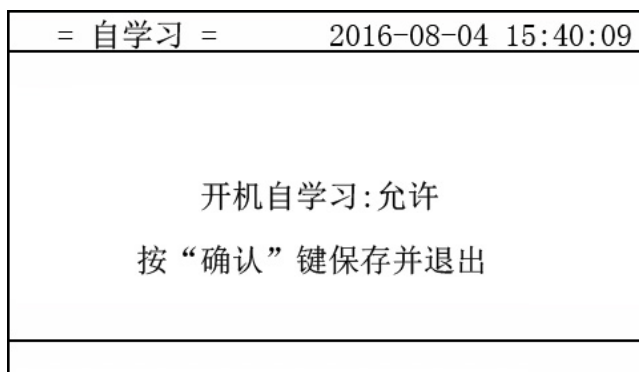 = 自学习 = 2016-08-04 15:40:09
开机自学习:允许
按“确认”键保存并退出